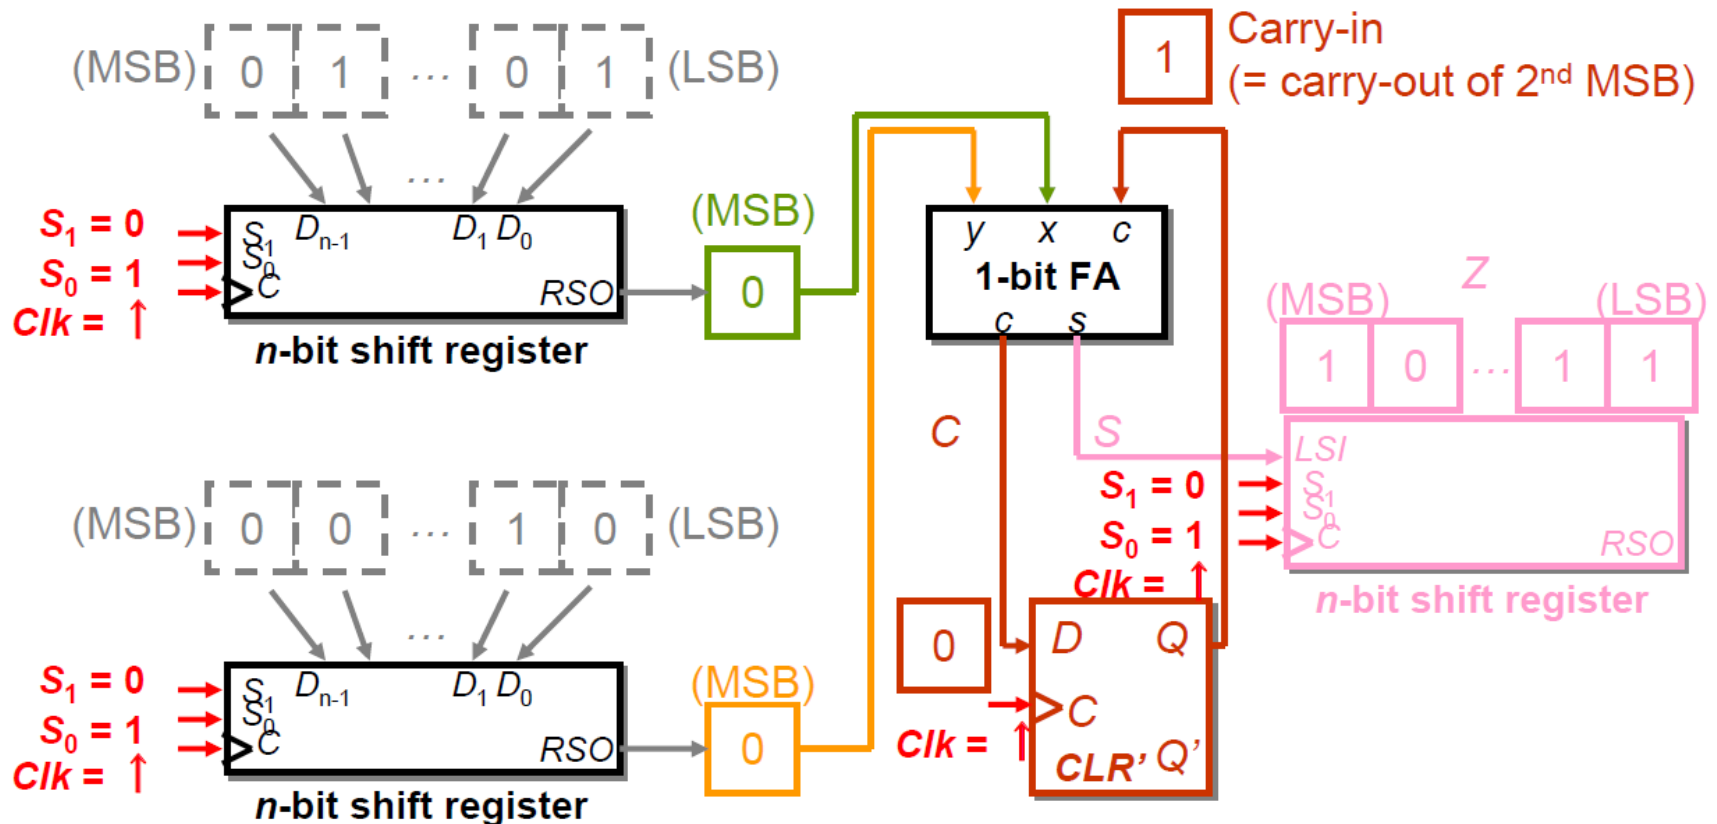 (MSB) 0 1 ... 0 1 (LSB)
1 Carry-in
(= carry-out of 2nd MSB)
...
S1 = 0
S0 = 1
Clk = ↑
S1 Dn-1 D1 D0
S0
C RSO
n-bit shift register
(MSB)
0
y x c
1-bit FA
c s
Z
(MSB) (LSB)
1 0 ... 1 1
C S
LSI
S1
S0
C RSO
n-bit shift register
S1 = 0
S0 = 1
Clk = ↑
(MSB) 0 0 ... 1 0 (LSB)
...
S1 = 0
S0 = 1
Clk = ↑
S1 Dn-1 D1 D0
S0
C RSO
n-bit shift register
(MSB)
0
0
D Q
C
CLR’ Q’
Clk = ↑